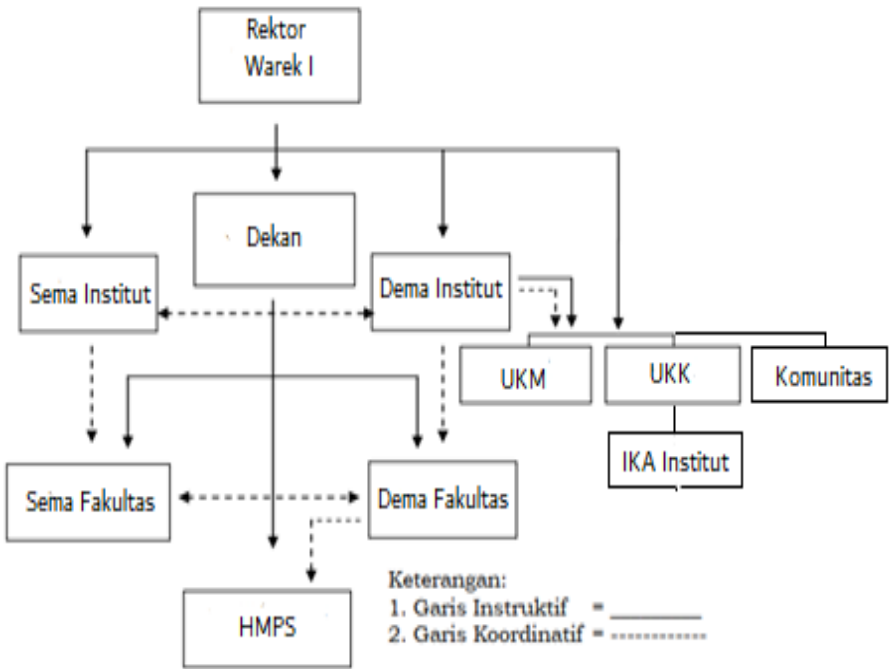 Rektor
Warek I
Dekan
Sema Institut
Dema Institut
UKM
UKK
Komunitas
IKA Institut
Sema Fakultas
Dema Fakultas
HMPS
Keterangan:
1. Garis Instruktif = ________
2. Garis Koordinatif = ------------